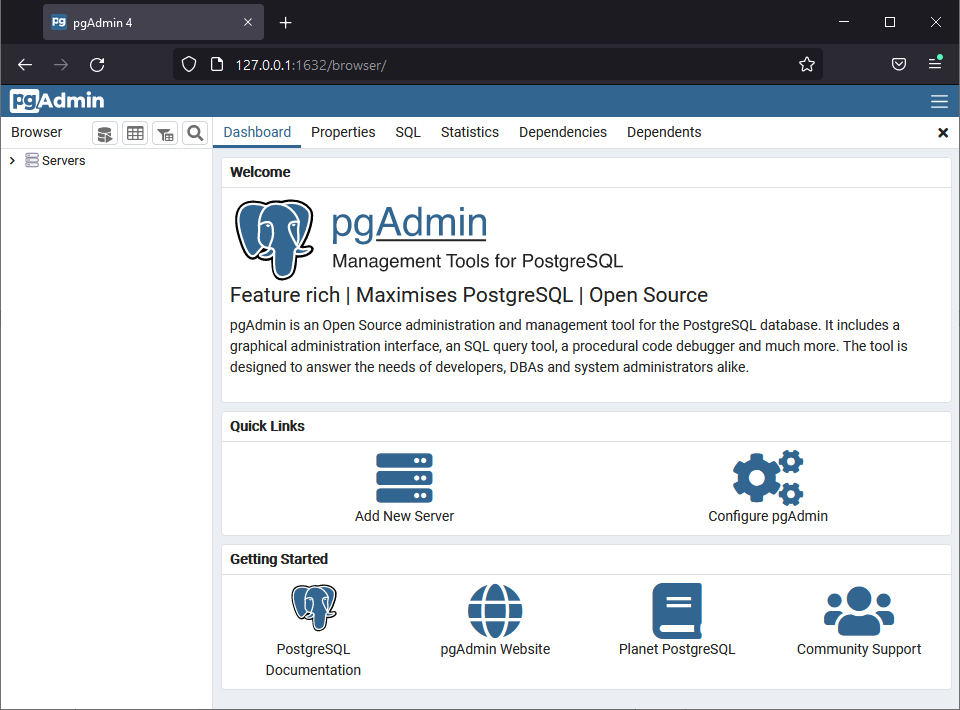 pgAdmin 4
127.0.0.1:1632/browser/
pgAdmin
Browser
Dashboard Properties SQL Statistics Dependencies Dependents
Servers
Welcome
pgAdmin
Management Tools for PostgreSQL
Feature rich | Maximises PostgreSQL | Open Source
pgAdmin is an Open Source administration and management tool for the PostgreSQL database. It includes a
graphical administration interface, an SQL query tool, a procedural code debugger and much more. The tool is
designed to answer the needs of developers, DBAs and system administrators alike.
Quick Links
Add New Server
Configure pgAdmin
Getting Started
PostgreSQL
Documentation
pgAdmin Website
Planet PostgreSQL
Community Support